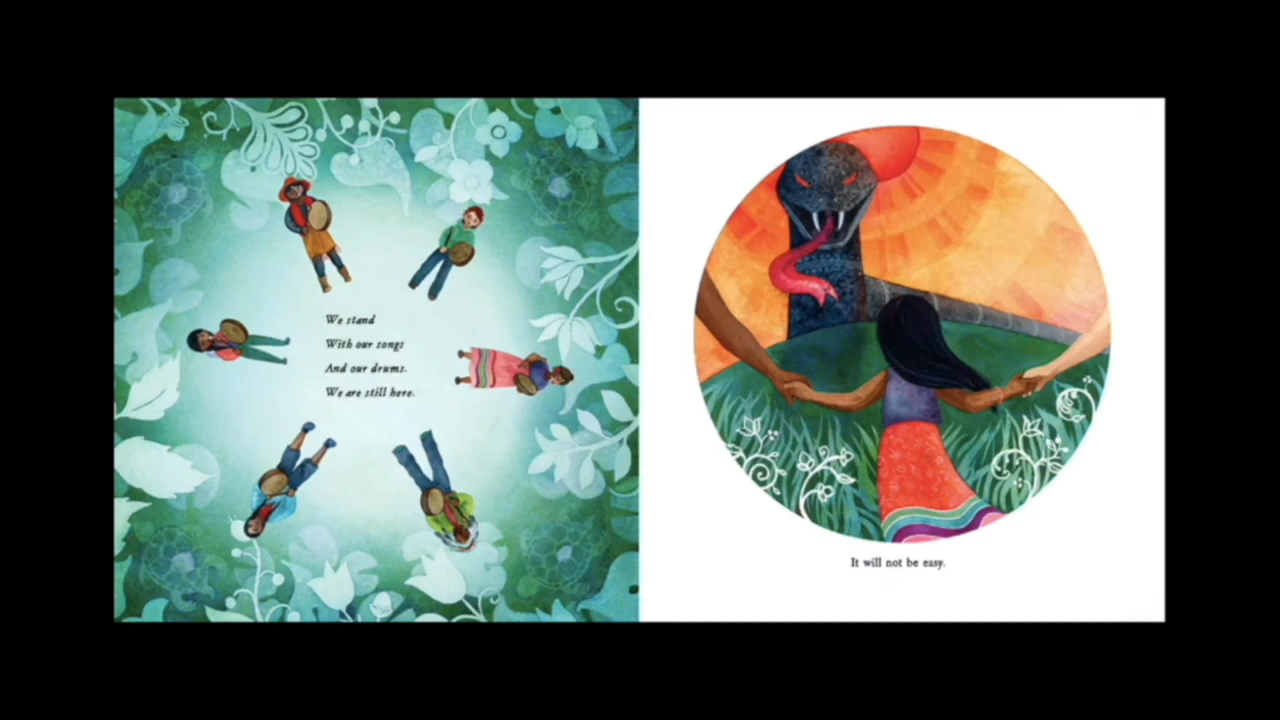 We stand
With our songs
And our drums.
We are still here.
It will not be easy.